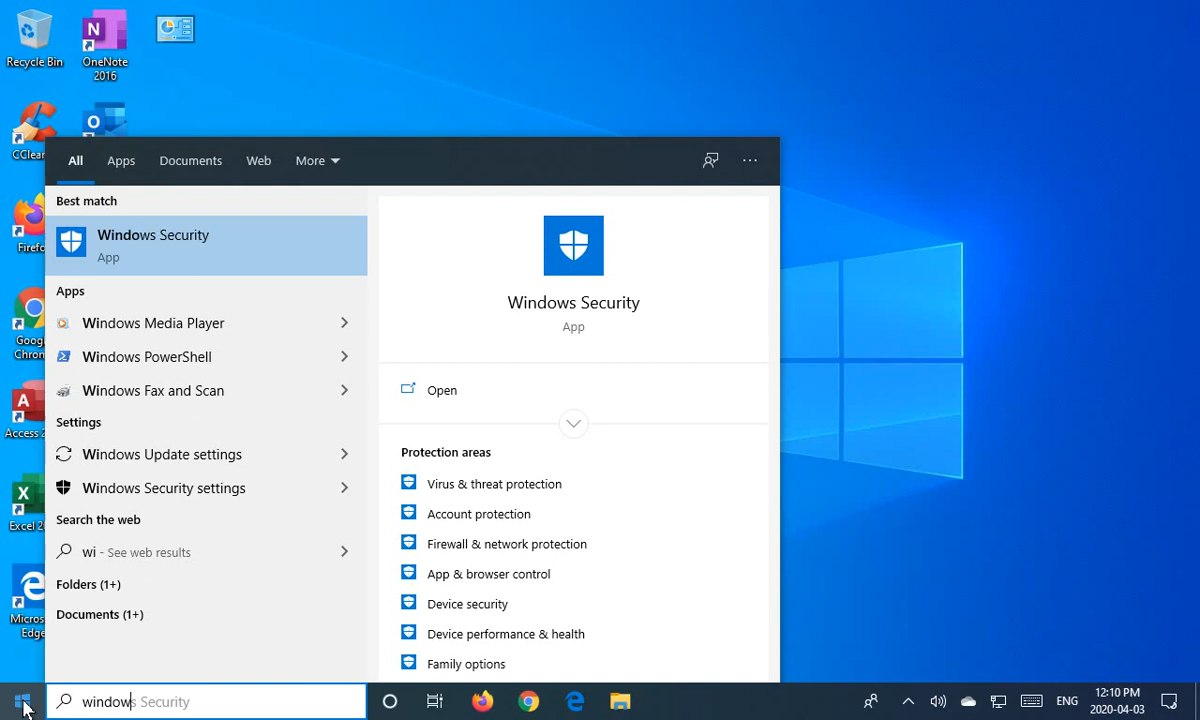 Recycle Bin
OneNote
2016
CClean
Firefo
Goog
Chron
Access 2
Excel 20
Micros
Edge
All
Apps
Documents
Web
More
Best match
Windows Security
App
Apps
Windows Media Player
Windows PowerShell
Windows Fax and Scan
Settings
Windows Update settings
Windows Security settings
Search the web
wi - See web results
Folders (1+)
Documents (1+)
Windows Security
App
Open
Protection areas
Virus & threat protection
Account protection
Firewall & network protection
App & browser control
Device security
Device performance & health
Family options
windows Security
ENG
12:10 PM
2020-04-03